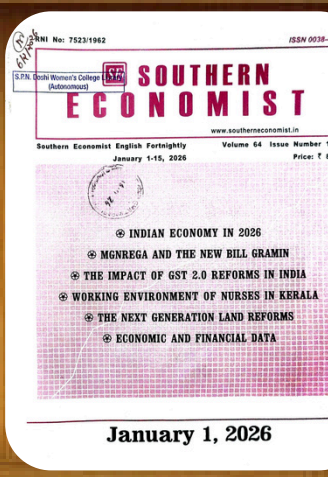 RNI No: 7523/1962
ISSN 0038-
S.P.N. Doshi Women's College Library
(Autonomous)
SE SOUTHERN
ECONOMIST
www.southerneconomist.in
Southern Economist English Fortnightly
Volume 64 Issue Number 1
January 1-15, 2026
Price: ₹
INDIAN ECONOMY IN 2026
MGNREGA AND THE NEW BILL GRAMIN
THE IMPACT OF GST 2.0 REFORMS IN INDIA
WORKING ENVIRONMENT OF NURSES IN KERALA
THE NEXT GENERATION LAND REFORMS
ECONOMIC AND FINANCIAL DATA
January 1, 2026